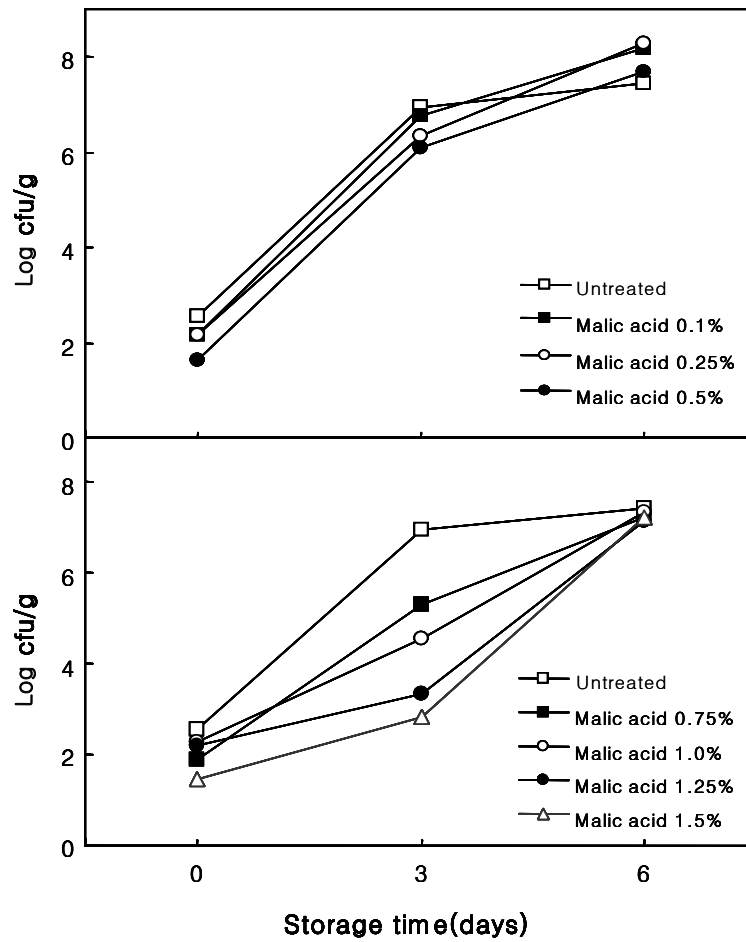 8
6
4
2
0
Log cfu/g
Untreated
Malic acid 0.1%
Malic acid 0.25%
Malic acid 0.5%
8
6
4
2
0
Log cfu/g
Untreated
Malic acid 0.75%
Malic acid 1.0%
Malic acid 1.25%
Malic acid 1.5%
0 3 6
Storage time(days)